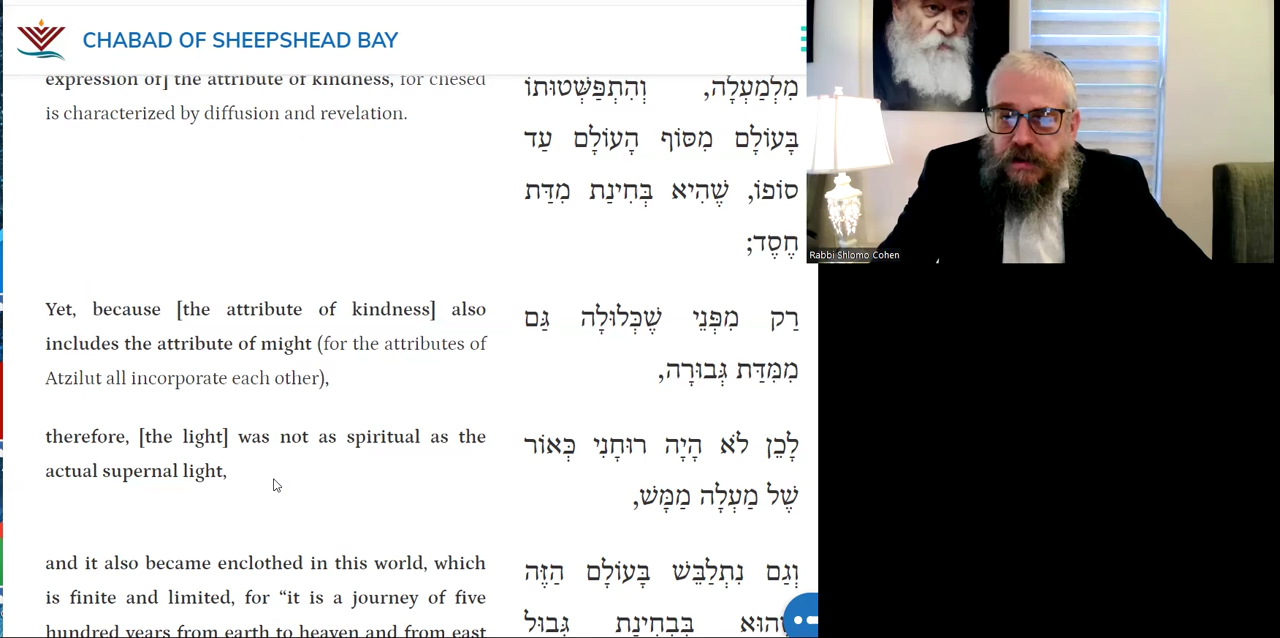 CHABAD OF SHEEPSHEAD BAY
expression of] the attribute of kindness, for chesed
is characterized by diffusion and revelation.
מִלְמַעְלָה, וְהִתְפַּשְּׁטוּתוֹ
בָּעוֹלָם מִסּוֹף הָעוֹלָם עַד
סוֹפוֹ, שֶׁהִיא בְּחִינַת מִדַּת
חֶסֶד;
Yet, because [the attribute of kindness] also
includes the attribute of might (for the attributes of
Atzilut all incorporate each other),
רַק מִפְּנֵי שֶׁכְּלוּלָה גַּם
מִמִּדַּת גְּבוּרָה,
therefore, [the light] was not as spiritual as the
actual supernal light,
לָכֵן לֹא הָיָה רוּחָנִי כְּאוֹר
שֶׁל מַעְלָה מַמָּשׁ,
and it also became enclothed in this world, which
is finite and limited, for “it is a journey of five
hundred years from earth to heaven and from east
וְגַם נִתְלַבֵּשׁ בָּעוֹלָם הַזֶּה
שֶׁהוּא בִּבְחִינַת גְּבוּל
Rabbi Shlomo Cohen